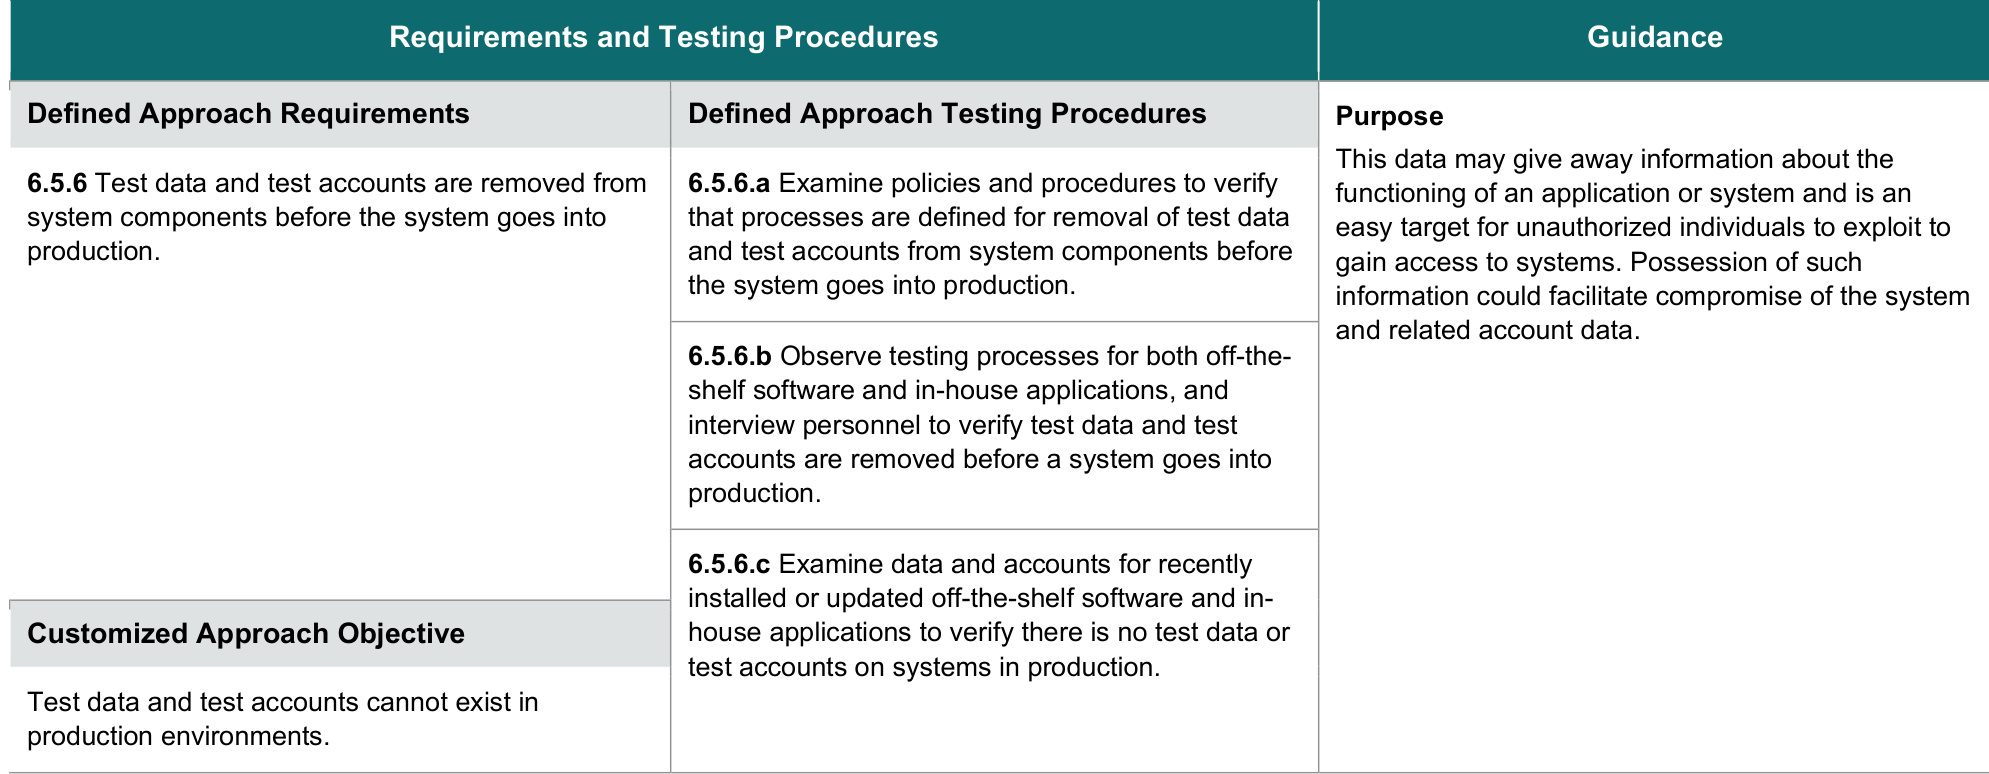 Requirements and Testing Procedures
Guidance
Defined Approach Requirements
6.5.6 Test data and test accounts are removed from
system components before the system goes into
production.
Customized Approach Objective
Test data and test accounts cannot exist in
production environments.
Defined Approach Testing Procedures
6.5.6.a Examine policies and procedures to verify
that processes are defined for removal of test data
and test accounts from system components before
the system goes into production.
6.5.6.b Observe testing processes for both off-the-
shelf software and in-house applications, and
interview personnel to verify test data and test
accounts are removed before a system goes into
production.
6.5.6.c Examine data and accounts for recently
installed or updated off-the-shelf software and in-
house applications to verify there is no test data or
test accounts on systems in production.
Purpose
This data may give away information about the
functioning of an application or system and is an
easy target for unauthorized individuals to exploit to
gain access to systems. Possession of such
information could facilitate compromise of the system
and related account data.